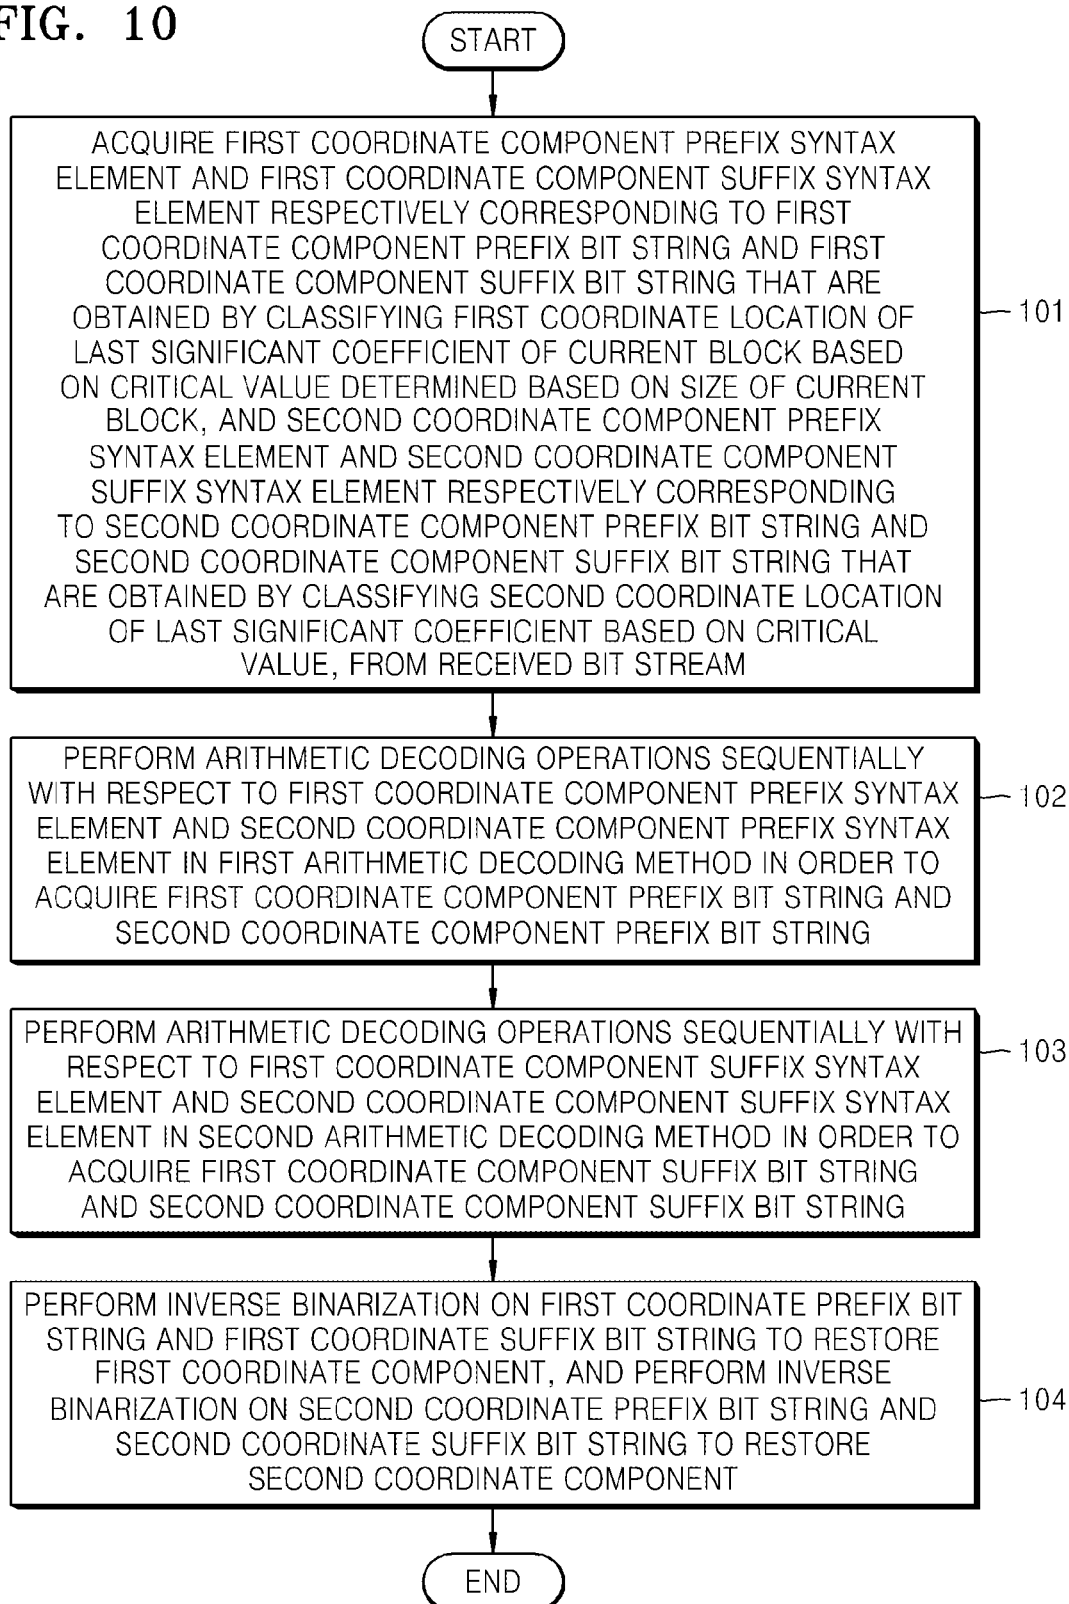 FIG. 10
START
ACQUIRE FIRST COORDINATE COMPONENT PREFIX SYNTAX
ELEMENT AND FIRST COORDINATE COMPONENT SUFFIX SYNTAX
ELEMENT RESPECTIVELY CORRESPONDING TO FIRST
COORDINATE COMPONENT PREFIX BIT STRING AND FIRST
COORDINATE COMPONENT SUFFIX BIT STRING THAT ARE
OBTAINED BY CLASSIFYING FIRST COORDINATE LOCATION OF
LAST SIGNIFICANT COEFFICIENT OF CURRENT BLOCK BASED
ON CRITICAL VALUE DETERMINED BASED ON SIZE OF CURRENT
BLOCK, AND SECOND COORDINATE COMPONENT PREFIX
SYNTAX ELEMENT AND SECOND COORDINATE COMPONENT
SUFFIX SYNTAX ELEMENT RESPECTIVELY CORRESPONDING
TO SECOND COORDINATE COMPONENT PREFIX BIT STRING AND
SECOND COORDINATE COMPONENT SUFFIX BIT STRING THAT
ARE OBTAINED BY CLASSIFYING SECOND COORDINATE LOCATION
OF LAST SIGNIFICANT COEFFICIENT BASED ON CRITICAL
VALUE, FROM RECEIVED BIT STREAM
101
PERFORM ARITHMETIC DECODING OPERATIONS SEQUENTIALLY
WITH RESPECT TO FIRST COORDINATE COMPONENT PREFIX SYNTAX
ELEMENT AND SECOND COORDINATE COMPONENT PREFIX SYNTAX
ELEMENT IN FIRST ARITHMETIC DECODING METHOD IN ORDER TO
ACQUIRE FIRST COORDINATE COMPONENT PREFIX BIT STRING AND
SECOND COORDINATE COMPONENT PREFIX BIT STRING
102
PERFORM ARITHMETIC DECODING OPERATIONS SEQUENTIALLY WITH
RESPECT TO FIRST COORDINATE COMPONENT SUFFIX SYNTAX
ELEMENT AND SECOND COORDINATE COMPONENT SUFFIX SYNTAX
ELEMENT IN SECOND ARITHMETIC DECODING METHOD IN ORDER TO
ACQUIRE FIRST COORDINATE COMPONENT SUFFIX BIT STRING
AND SECOND COORDINATE COMPONENT SUFFIX BIT STRING
103
PERFORM INVERSE BINARIZATION ON FIRST COORDINATE PREFIX BIT
STRING AND FIRST COORDINATE SUFFIX BIT STRING TO RESTORE
FIRST COORDINATE COMPONENT, AND PERFORM INVERSE
BINARIZATION ON SECOND COORDINATE PREFIX BIT STRING AND
SECOND COORDINATE SUFFIX BIT STRING TO RESTORE
SECOND COORDINATE COMPONENT
104
END